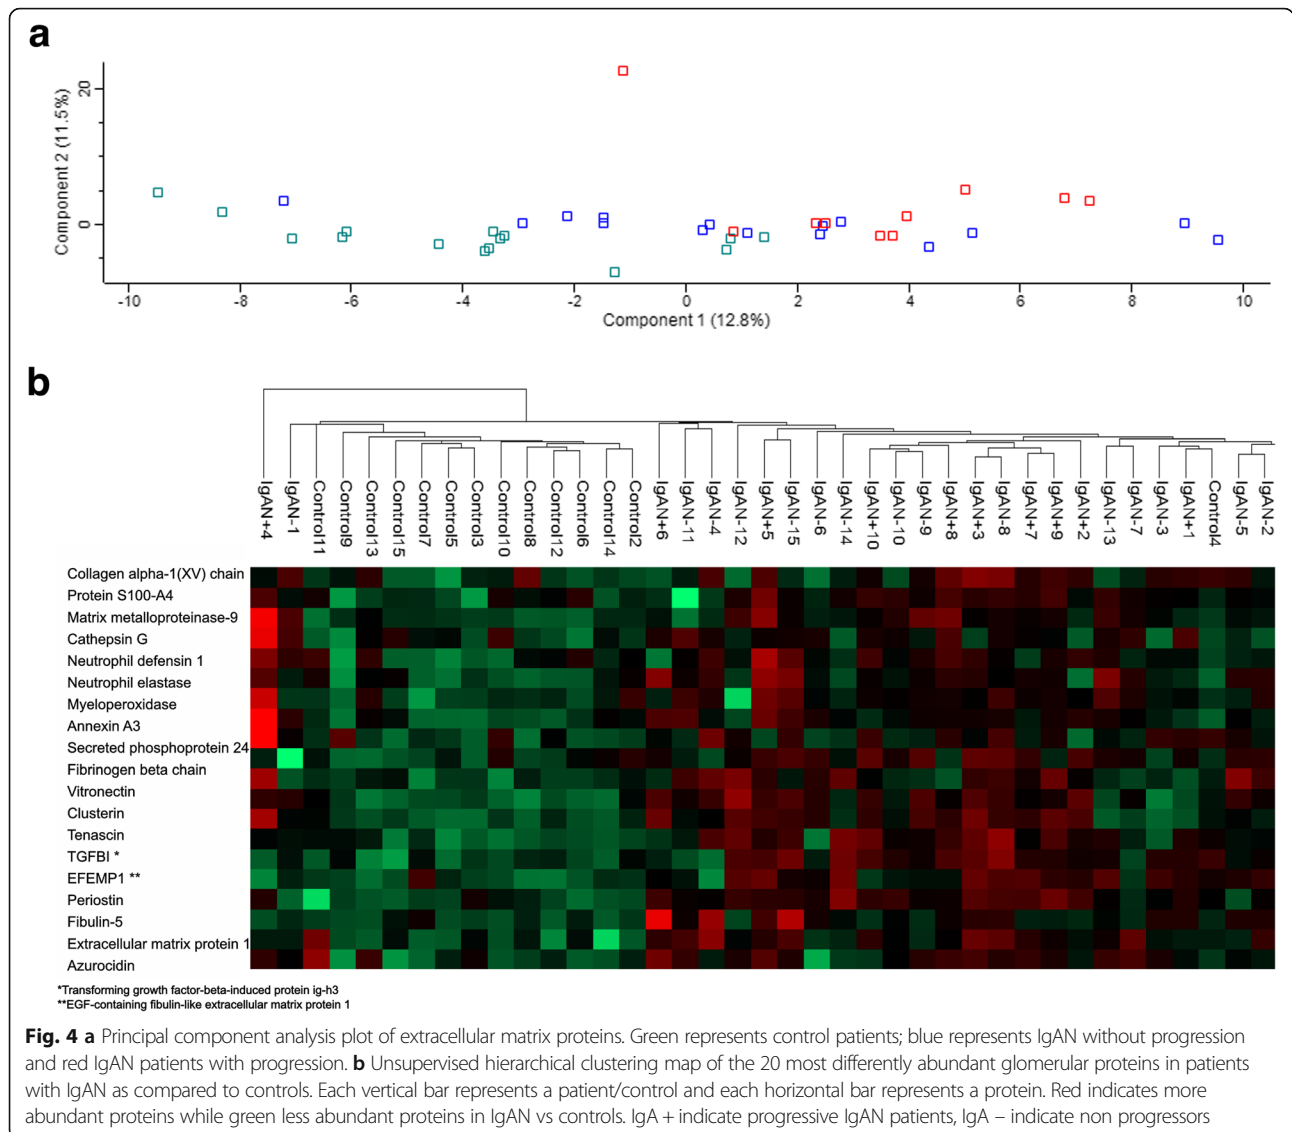 a
Component 2 (11.5%)
20
0
-10 -8 -6 -4 -2 0 2 4 6 8 10
Component 1 (12.8%)
b
IgAN+4 IgAN-1 Control11 Control9 Control13 Control15 Control7 Control5 Control3 Control10 Control8 Control12 Control6 Control14 Control2 IgAN+6 IgAN-11 IgAN-4 IgAN-12 IgAN+5 IgAN-15 IgAN-6 IgAN-14 IgAN+10 IgAN-10 IgAN-9 IgAN+8 IgAN+3 IgAN-8 IgAN+7 IgAN+9 IgAN+2 IgAN-13 IgAN-7 IgAN-3 IgAN+1 Control4 IgAN-5 IgAN-2
Collagen alpha-1(XV) chain
Protein S100-A4
Matrix metalloproteinase-9
Cathepsin G
Neutrophil defensin 1
Neutrophil elastase
Myeloperoxidase
Annexin A3
Secreted phosphoprotein 24
Fibrinogen beta chain
Vitronectin
Clusterin
Tenascin
TGFBI *
EFEMP1 **
Periostin
Fibulin-5
Extracellular matrix protein 1
Azurocidin
*Transforming growth factor-beta-induced protein ig-h3
**EGF-containing fibulin-like extracellular matrix protein 1
Fig. 4 a Principal component analysis plot of extracellular matrix proteins. Green represents control patients; blue represents IgAN without progression
and red IgAN patients with progression. b Unsupervised hierarchical clustering map of the 20 most differently abundant glomerular proteins in patients
with IgAN as compared to controls. Each vertical bar represents a patient/control and each horizontal bar represents a protein. Red indicates more
abundant proteins while green less abundant proteins in IgAN vs controls. IgA + indicate progressive IgAN patients, IgA – indicate non progressors